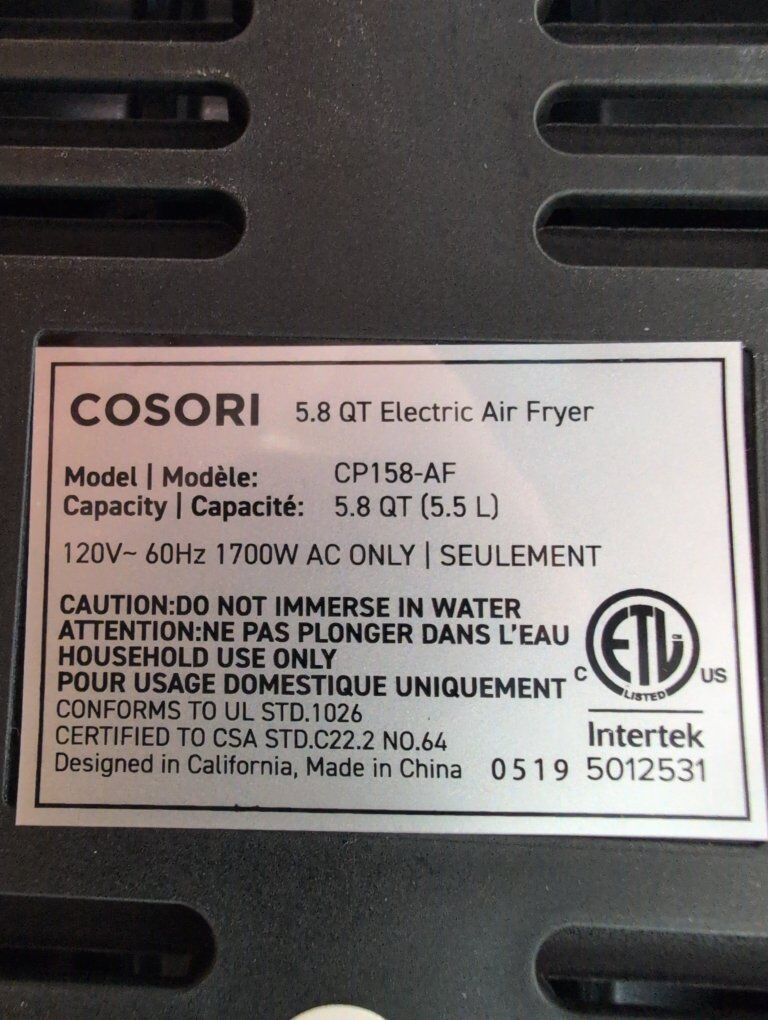 COSORI 5.8 QT Electric Air Fryer
Model | Modèle: CP158-AF
Capacity | Capacité: 5.8 QT (5.5 L)
120V~ 60Hz 1700W AC ONLY | SEULEMENT
CAUTION:DO NOT IMMERSE IN WATER
ATTENTION:NE PAS PLONGER DANS L'EAU
HOUSEHOLD USE ONLY
POUR USAGE DOMESTIQUE UNIQUEMENT
CONFORMS TO UL STD.1026
CERTIFIED TO CSA STD.C22.2 NO.64
Designed in California, Made in China 0519
ETL
LISTED
C US
Intertek
5012531